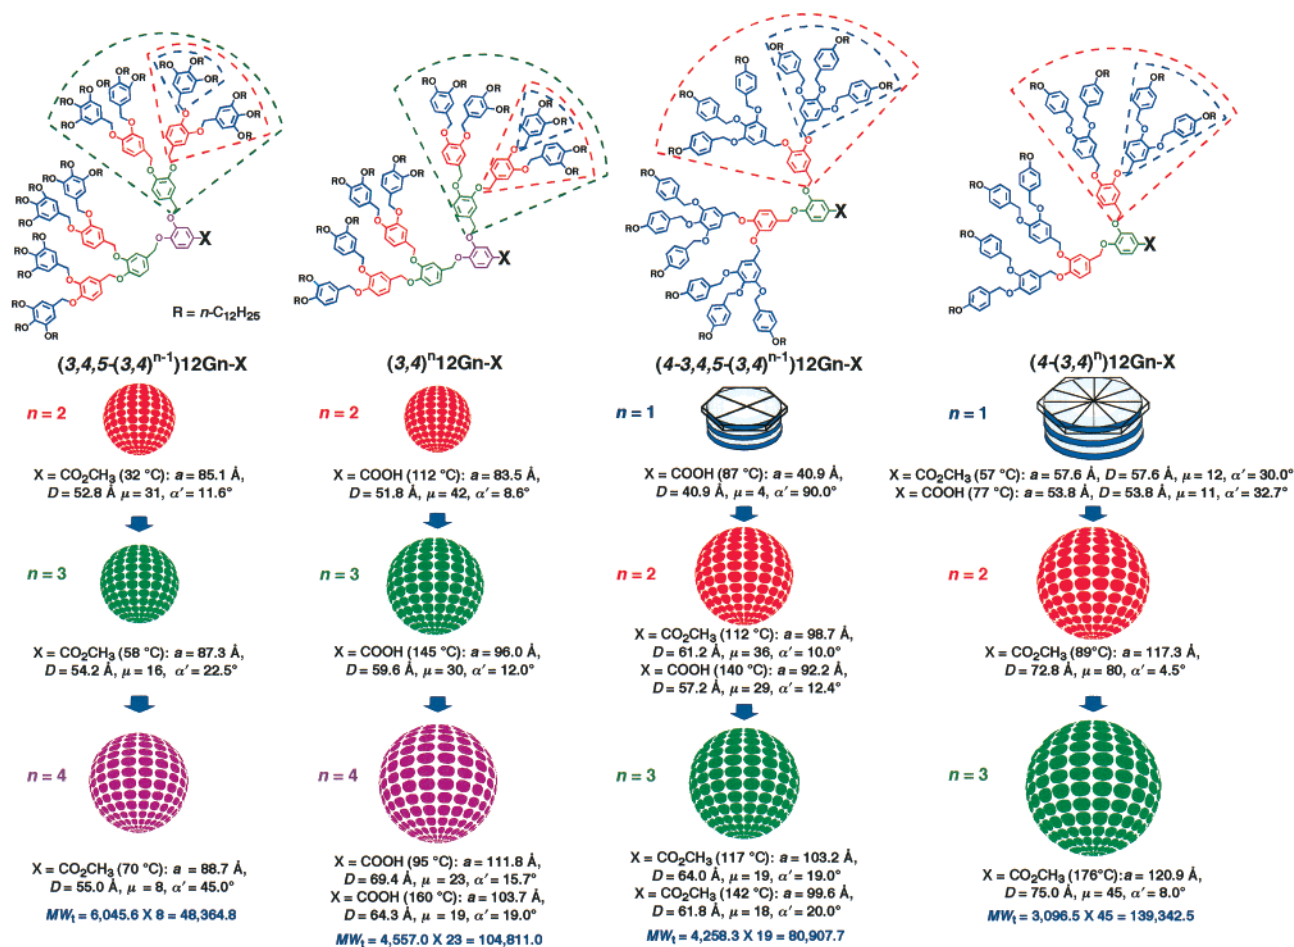 R = n-C12H25
X
X
X
X
(3,4,5-(3,4)^n-1)12Gn-X
n = 2
X = CO2CH3 (32 °C): a = 85.1 Å,
D = 52.8 Å μ = 31, α′ = 11.6°
n = 3
X = CO2CH3 (58 °C): a = 87.3 Å,
D = 54.2 Å, μ = 16, α′ = 22.5°
n = 4
X = CO2CH3 (70 °C): a = 88.7 Å,
D = 55.0 Å, μ = 8, α′ = 45.0°
MWt = 6,045.6 X 8 = 48,364.8
(3,4)^n12Gn-X
n = 2
X = COOH (112 °C): a = 83.5 Å,
D = 51.8 Å, μ = 42, α′ = 8.6°
n = 3
X = COOH (145 °C): a = 96.0 Å,
D = 59.6 Å, μ = 30, α′ = 12.0°
n = 4
X = COOH (95 °C): a = 111.8 Å,
D = 69.4 Å, μ = 23, α′ = 15.7°
X = COOH (160 °C): a = 103.7 Å,
D = 64.3 Å, μ = 19, α′ = 19.0°
MWt = 4,557.0 X 23 = 104,811.0
(4-3,4,5-(3,4)^n-1)12Gn-X
n = 1
X = COOH (87 °C): a = 40.9 Å,
D = 40.9 Å, μ = 4, α′ = 90.0°
n = 2
X = CO2CH3 (112 °C): a = 98.7 Å,
D = 61.2 Å, μ = 36, α′ = 10.0°
X = COOH (140 °C): a = 92.2 Å,
D = 57.2 Å, μ = 29, α′ = 12.4°
n = 3
X = CO2CH3 (117 °C): a = 103.2 Å,
D = 64.0 Å, μ = 19, α′ = 19.0°
X = CO2CH3 (142 °C): a = 99.6 Å,
D = 61.8 Å, μ = 18, α′ = 20.0°
MWt = 4,258.3 X 19 = 80,907.7
(4-(3,4)^n)12Gn-X
n = 1
X = CO2CH3 (57 °C): a = 57.6 Å, D = 57.6 Å, μ = 12, α′ = 30.0°
X = COOH (77 °C): a = 53.8 Å, D = 53.8 Å, μ = 11, α′ = 32.7°
n = 2
X = CO2CH3 (89°C): a = 117.3 Å,
D = 72.8 Å, μ = 80, α′ = 4.5°
n = 3
X = CO2CH3 (176°C): a = 120.9 Å,
D = 75.0 Å, μ = 45, α′ = 8.0°
MWt = 3,096.5 X 45 = 139,342.5